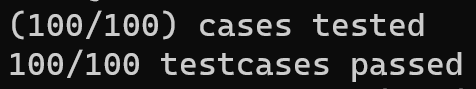 (100/100) cases tested
100/100 testcases passed